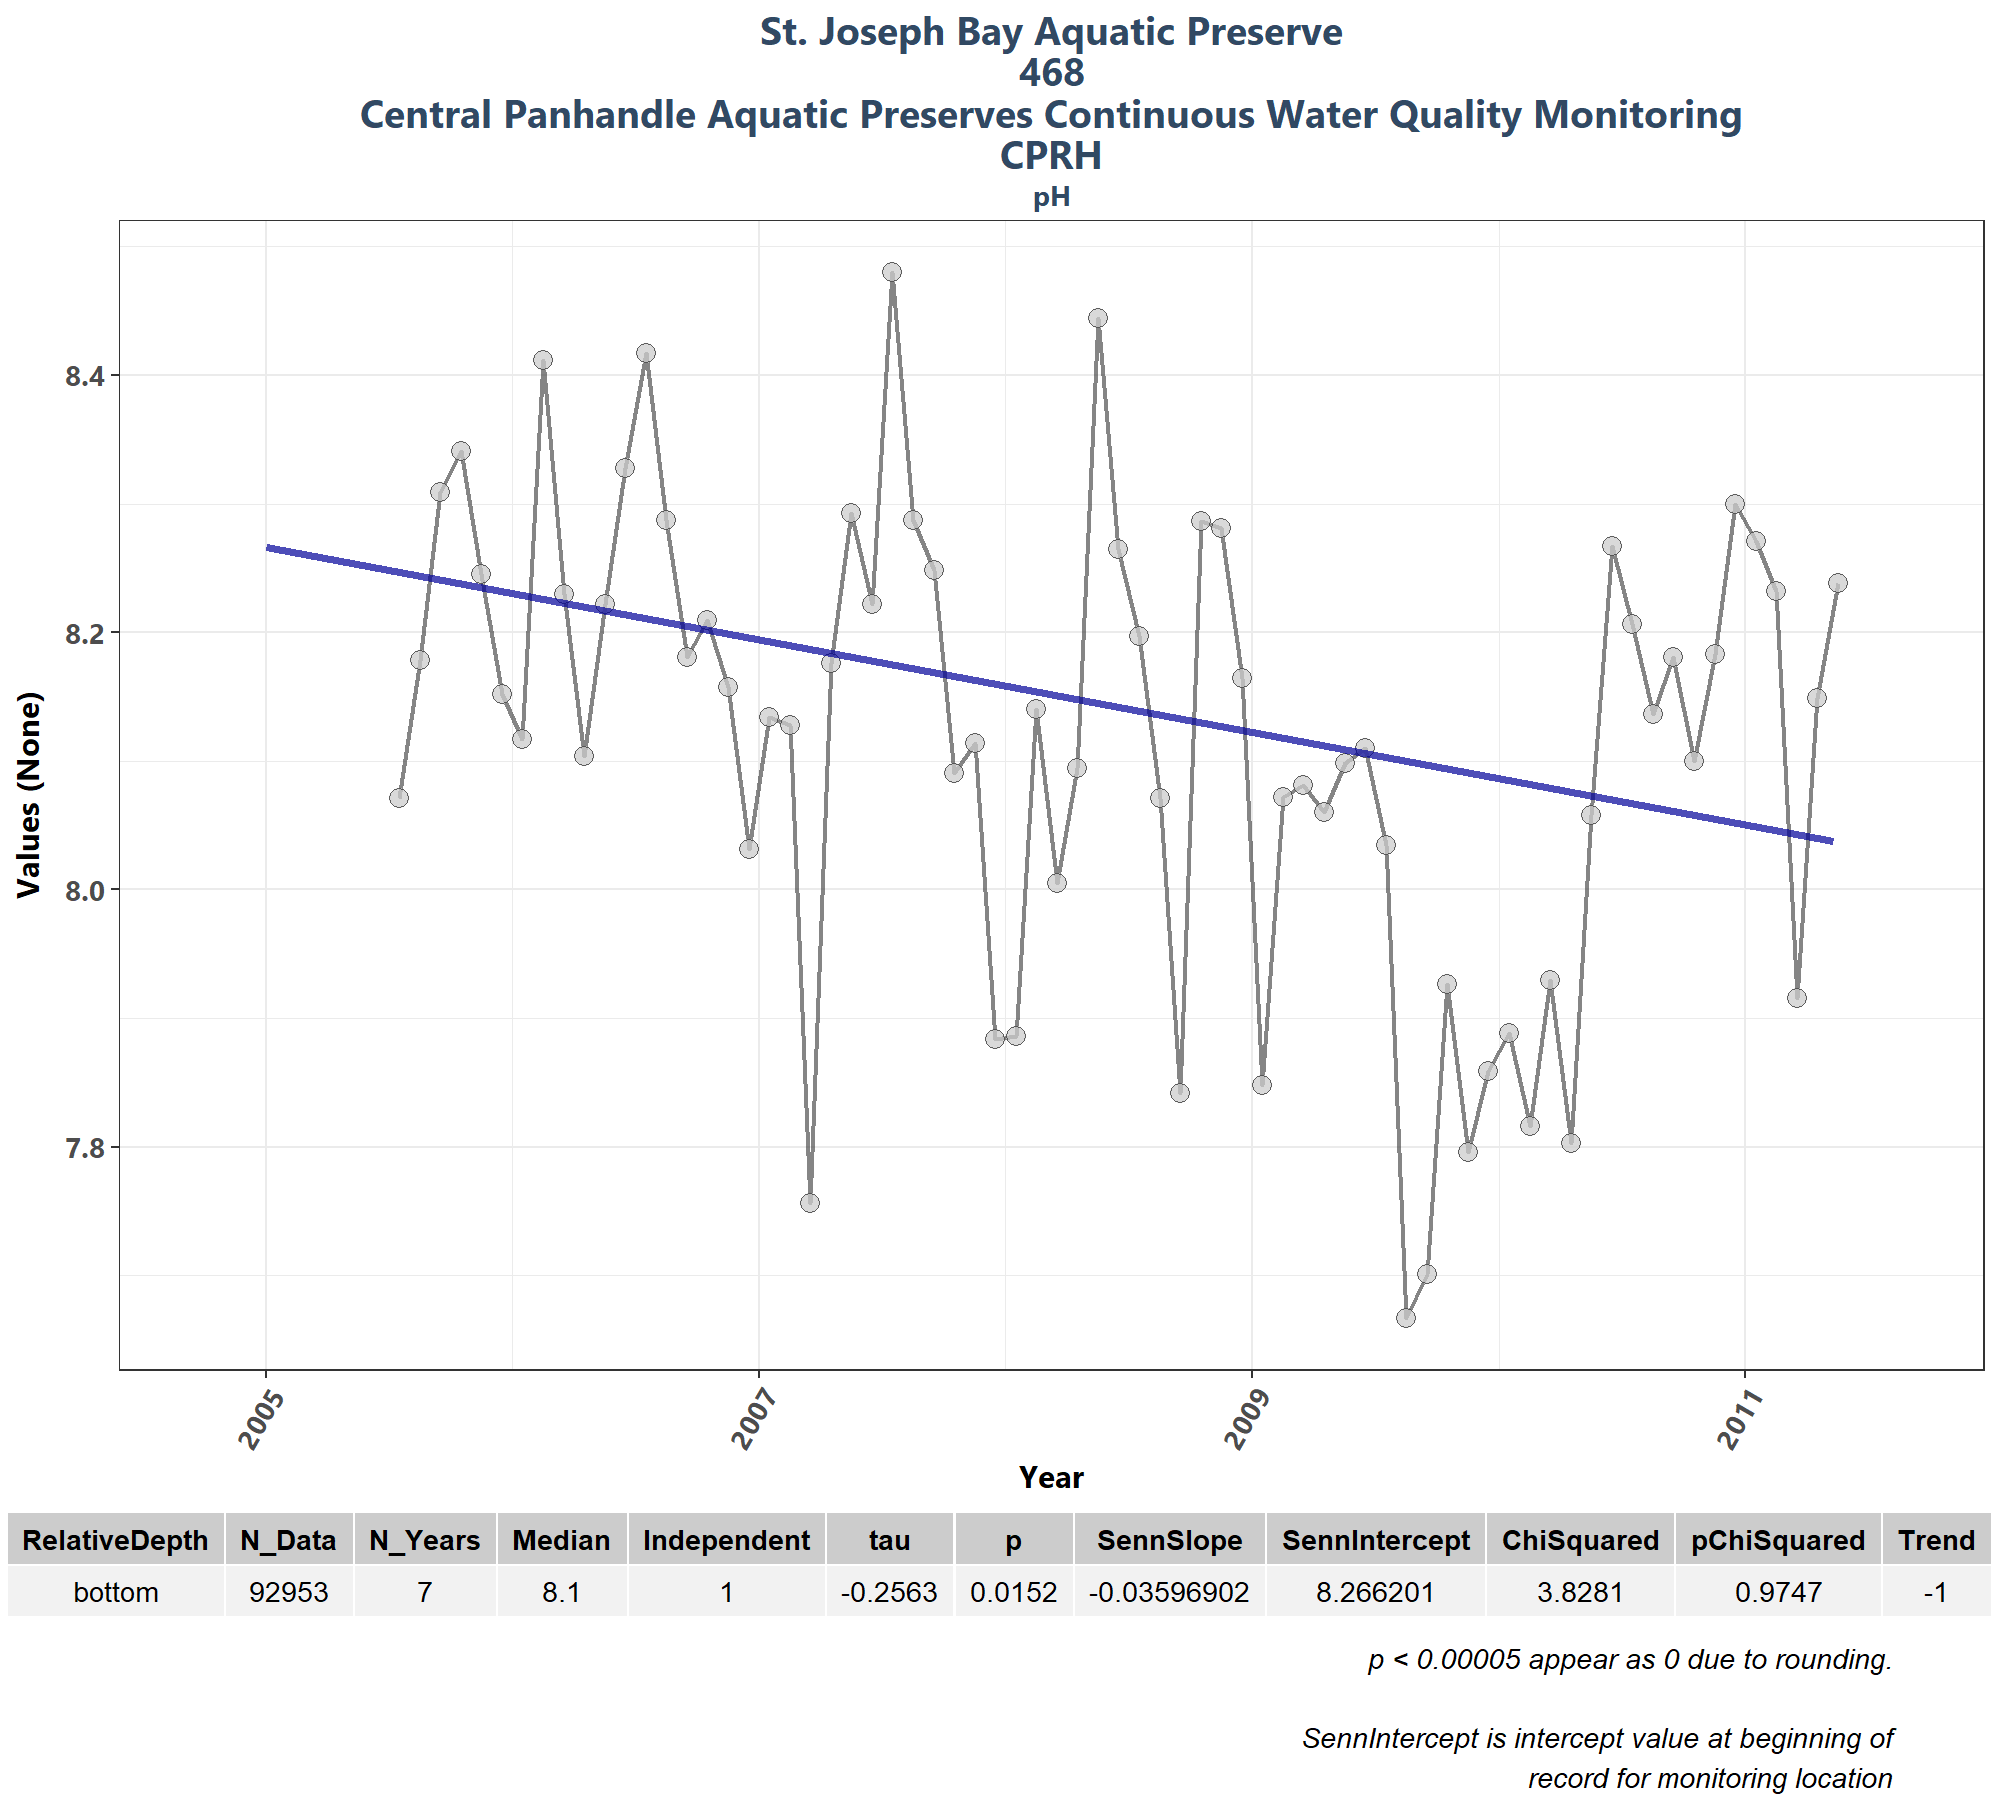 St. Joseph Bay Aquatic Preserve
468
Central Panhandle Aquatic Preserves Continuous Water Quality Monitoring
CPRH
pH
8.4
8.2
8.0
7.8
Values (None)
2005
2007
2009
2011
Year
RelativeDepth N_Data N_Years Median Independent tau p SennSlope SennIntercept ChiSquared pChiSquared Trend
bottom 92953 7 8.1 1 -0.2563 0.0152 -0.03596902 8.266201 3.8281 0.9747 -1
p < 0.00005 appear as 0 due to rounding.
SennIntercept is intercept value at beginning of
record for monitoring location